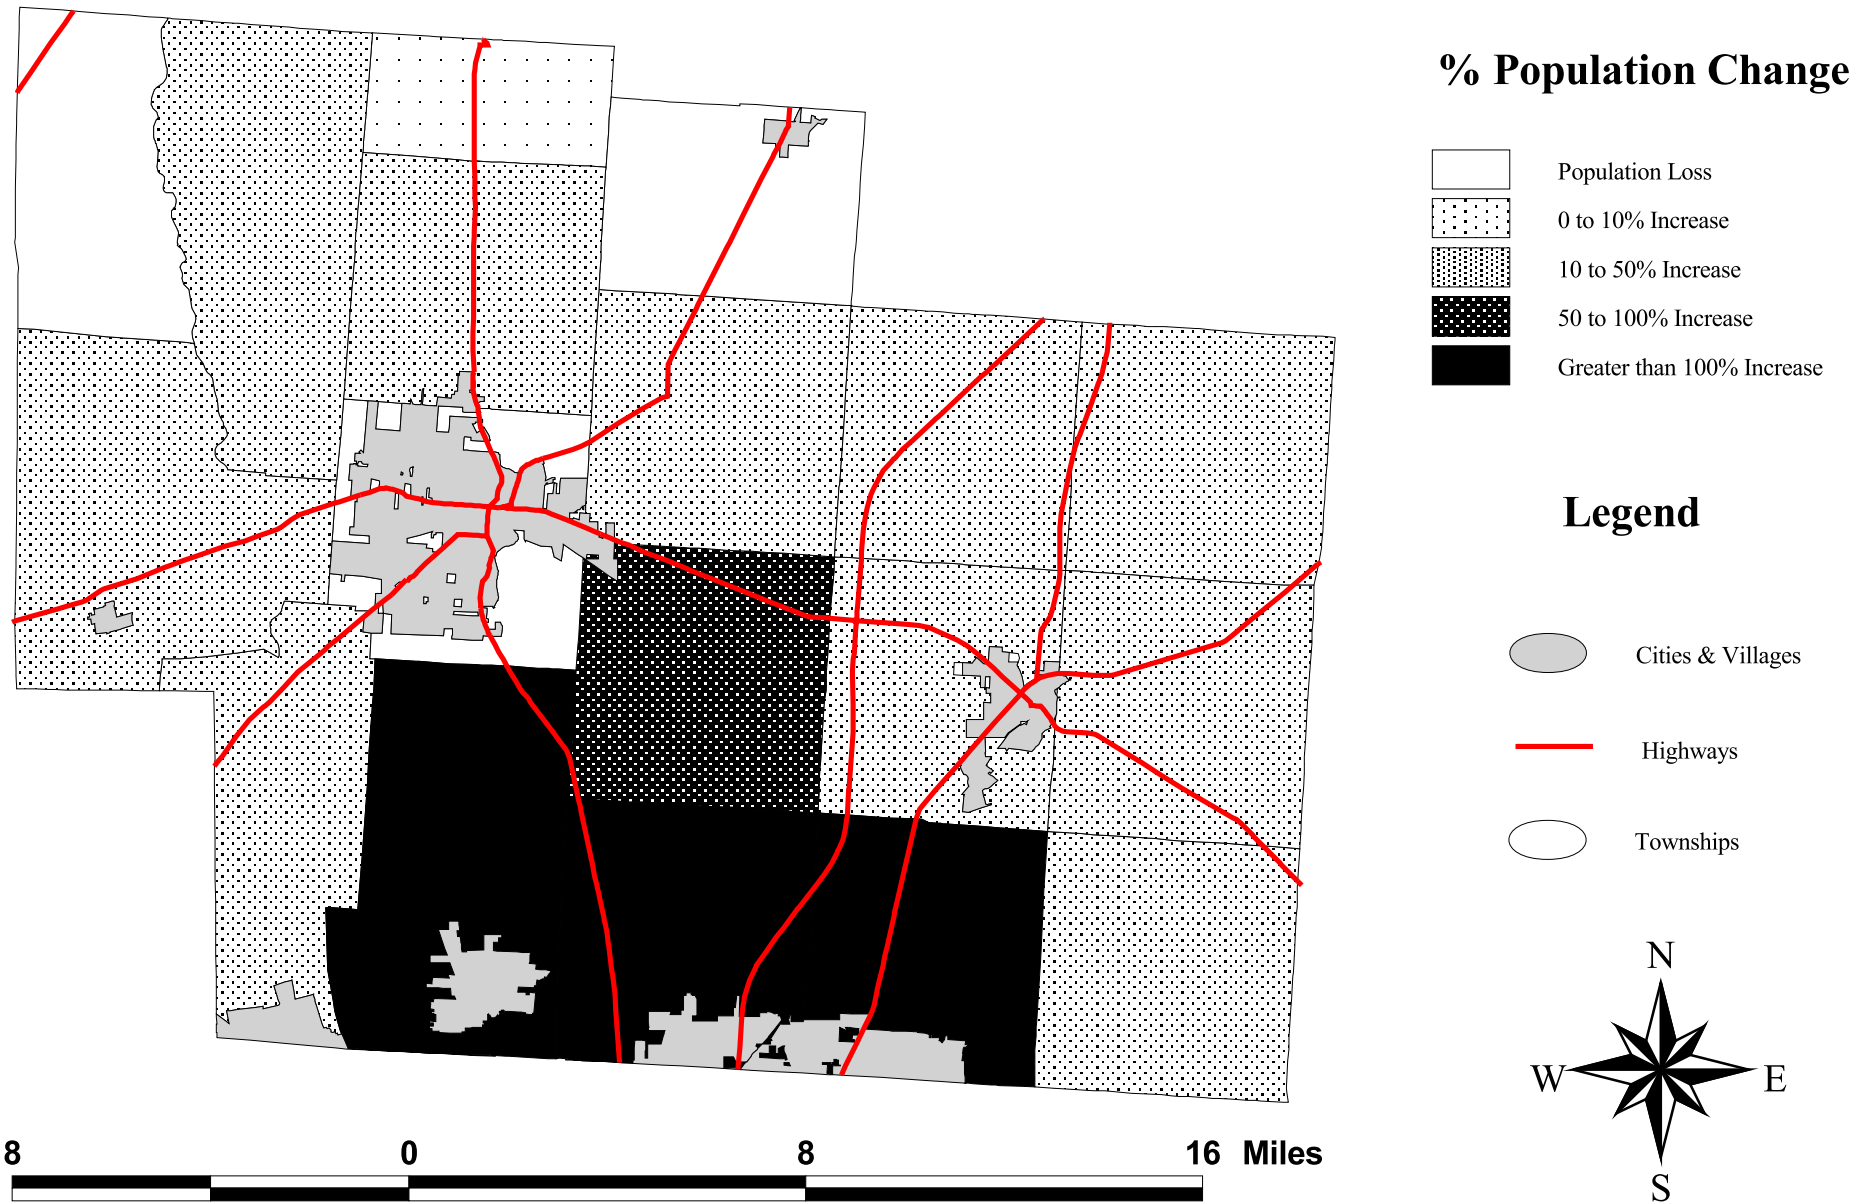 % Population Change
Population Loss
0 to 10% Increase
10 to 50% Increase
50 to 100% Increase
Greater than 100% Increase
Legend
Cities & Villages
Highways
Townships
N
W E
S
8 0 8 16 Miles